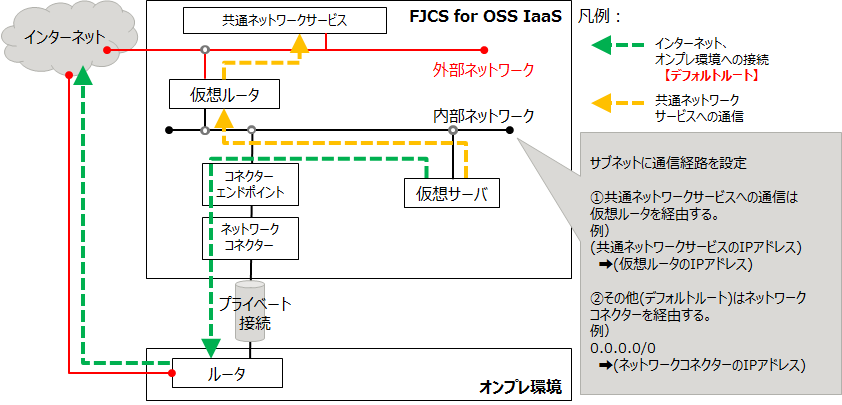 インターネット
共通ネットワークサービス
FJCS for OSS IaaS
外部ネットワーク
仮想ルータ
内部ネットワーク
コネクター
エンドポイント
仮想サーバ
ネットワーク
コネクター
プライベート
接続
ルータ
オンプレ環境
凡例：
インターネット、
オンプレ環境への接続
【デフォルトルート】
共通ネットワーク
サービスへの通信
サブネットに通信経路を設定
①共通ネットワークサービスへの通信は
仮想ルータを経由する。
例）
(共通ネットワークサービスのIPアドレス)
➡(仮想ルータのIPアドレス)
②その他(デフォルトルート)はネットワーク
コネクターを経由する。
例）
0.0.0.0/0
➡(ネットワークコネクターのIPアドレス)